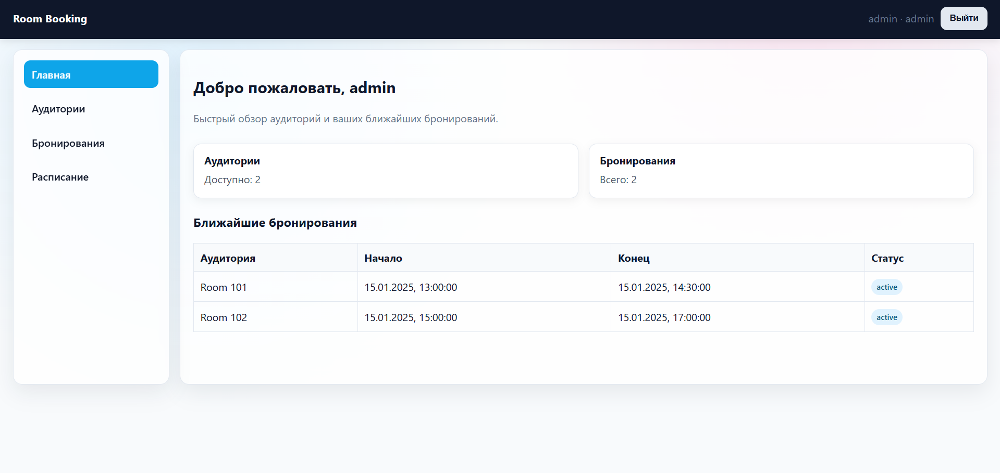 Room Booking
admin · admin
Выйти
Главная
Аудитории
Бронирования
Расписание
Добро пожаловать, admin
Быстрый обзор аудиторий и ваших ближайших бронирований.
Аудитории
Доступно: 2
Бронирования
Всего: 2
Ближайшие бронирования
Аудитория Начало Конец Статус
Room 101 15.01.2025, 13:00:00 15.01.2025, 14:30:00 active
Room 102 15.01.2025, 15:00:00 15.01.2025, 17:00:00 active